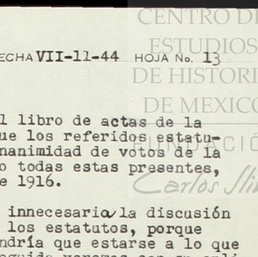 CENTRO DE
ESTUDIOS
DE HISTORI
DE MEXICO
FUNDACIÓN
Carlos Slim
ECHA VII-11-44 HOJA No. 13
l libro de actas de la
ue los referidos estatu-
nanimidad de votos de la
o todas estas presentes,
e 1916.
innecesaria la discusión
los estatutos, porque
ndría que estarse a lo que